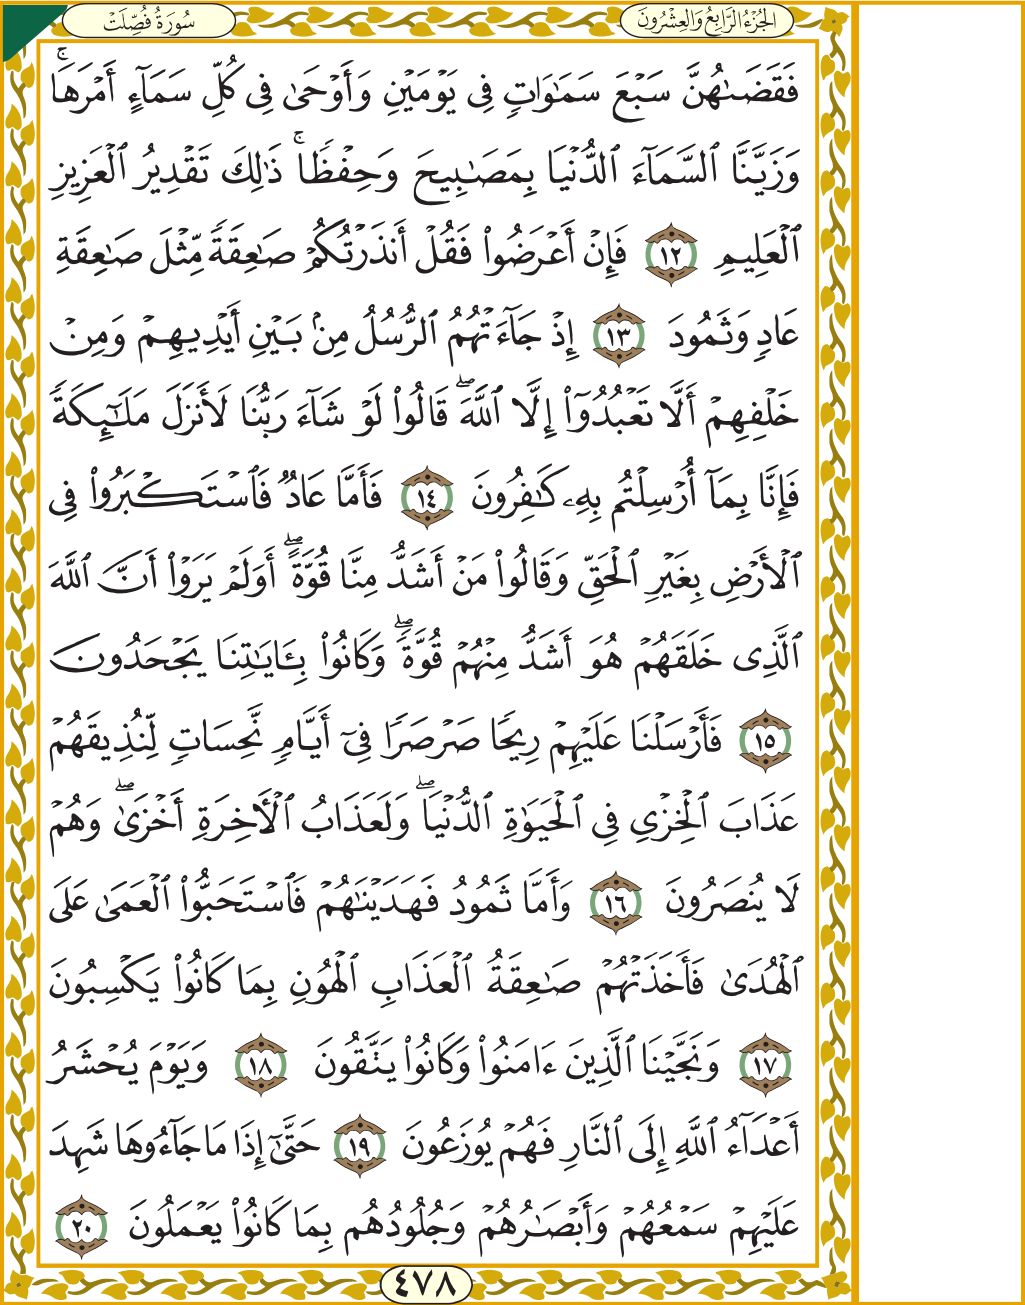 الجُزْءُ الرَّابِعُ وَالعِشْرُونَ
سُورَةُ فُصِّلَتْ
فَقَضَىٰهُنَّ سَبْعَ سَمَٰوَاتٍ فِى يَوْمَيْنِ وَأَوْحَىٰ فِى كُلِّ سَمَآءٍ أَمْرَهَا ۚ
وَزَيَّنَّا ٱلسَّمَآءَ ٱلدُّنْيَا بِمَصَٰبِيحَ وَحِفْظًا ۚ ذَٰلِكَ تَقْدِيرُ ٱلْعَزِيزِ
ٱلْعَلِيمِ ١٢ فَإِنْ أَعْرَضُوا۟ فَقُلْ أَنذَرْتُكُمْ صَٰعِقَةً مِّثْلَ صَٰعِقَةِ
عَادٍ وَثَمُودَ ١٣ إِذْ جَآءَتْهُمُ ٱلرُّسُلُ مِنۢ بَيْنِ أَيْدِيهِمْ وَمِنْ
خَلْفِهِمْ أَلَّا تَعْبُدُوٓا۟ إِلَّا ٱللَّهَ ۖ قَالُوا۟ لَوْ شَآءَ رَبُّنَا لَأَنزَلَ مَلَٰٓئِكَةً
فَإِنَّا بِمَآ أُرْسِلْتُم بِهِۦ كَٰفِرُونَ ١٤ فَأَمَّا عَادٌ فَٱسْتَكْبَرُوا۟ فِى
ٱلْأَرْضِ بِغَيْرِ ٱلْحَقِّ وَقَالُوا۟ مَنْ أَشَدُّ مِنَّا قُوَّةً ۖ أَوَلَمْ يَرَوْا۟ أَنَّ ٱللَّهَ
ٱلَّذِى خَلَقَهُمْ هُوَ أَشَدُّ مِنْهُمْ قُوَّةً ۖ وَكَانُوا۟ بِـَٔايَٰتِنَا يَجْحَدُونَ
١٥ فَأَرْسَلْنَا عَلَيْهِمْ رِيحًا صَرْصَرًا فِىٓ أَيَّامٍ نَّحِسَاتٍ لِّنُذِيقَهُمْ
عَذَابَ ٱلْخِزْىِ فِى ٱلْحَيَوٰةِ ٱلدُّنْيَا ۖ وَلَعَذَابُ ٱلْـَٔاخِرَةِ أَخْزَىٰ ۖ وَهُمْ
لَا يُنصَرُونَ ١٦ وَأَمَّا ثَمُودُ فَهَدَيْنَٰهُمْ فَٱسْتَحَبُّوا۟ ٱلْعَمَىٰ عَلَى
ٱلْهُدَىٰ فَأَخَذَتْهُمْ صَٰعِقَةُ ٱلْعَذَابِ ٱلْهُونِ بِمَا كَانُوا۟ يَكْسِبُونَ
١٧ وَنَجَّيْنَا ٱلَّذِينَ ءَامَنُوا۟ وَكَانُوا۟ يَتَّقُونَ ١٨ وَيَوْمَ يُحْشَرُ
أَعْدَآءُ ٱللَّهِ إِلَى ٱلنَّارِ فَهُمْ يُوزَعُونَ ١٩ حَتَّىٰٓ إِذَا مَا جَآءُوهَا شَهِدَ
عَلَيْهِمْ سَمْعُهُمْ وَأَبْصَٰرُهُمْ وَجُلُودُهُم بِمَا كَانُوا۟ يَعْمَلُونَ ٢٠
٤٧٨